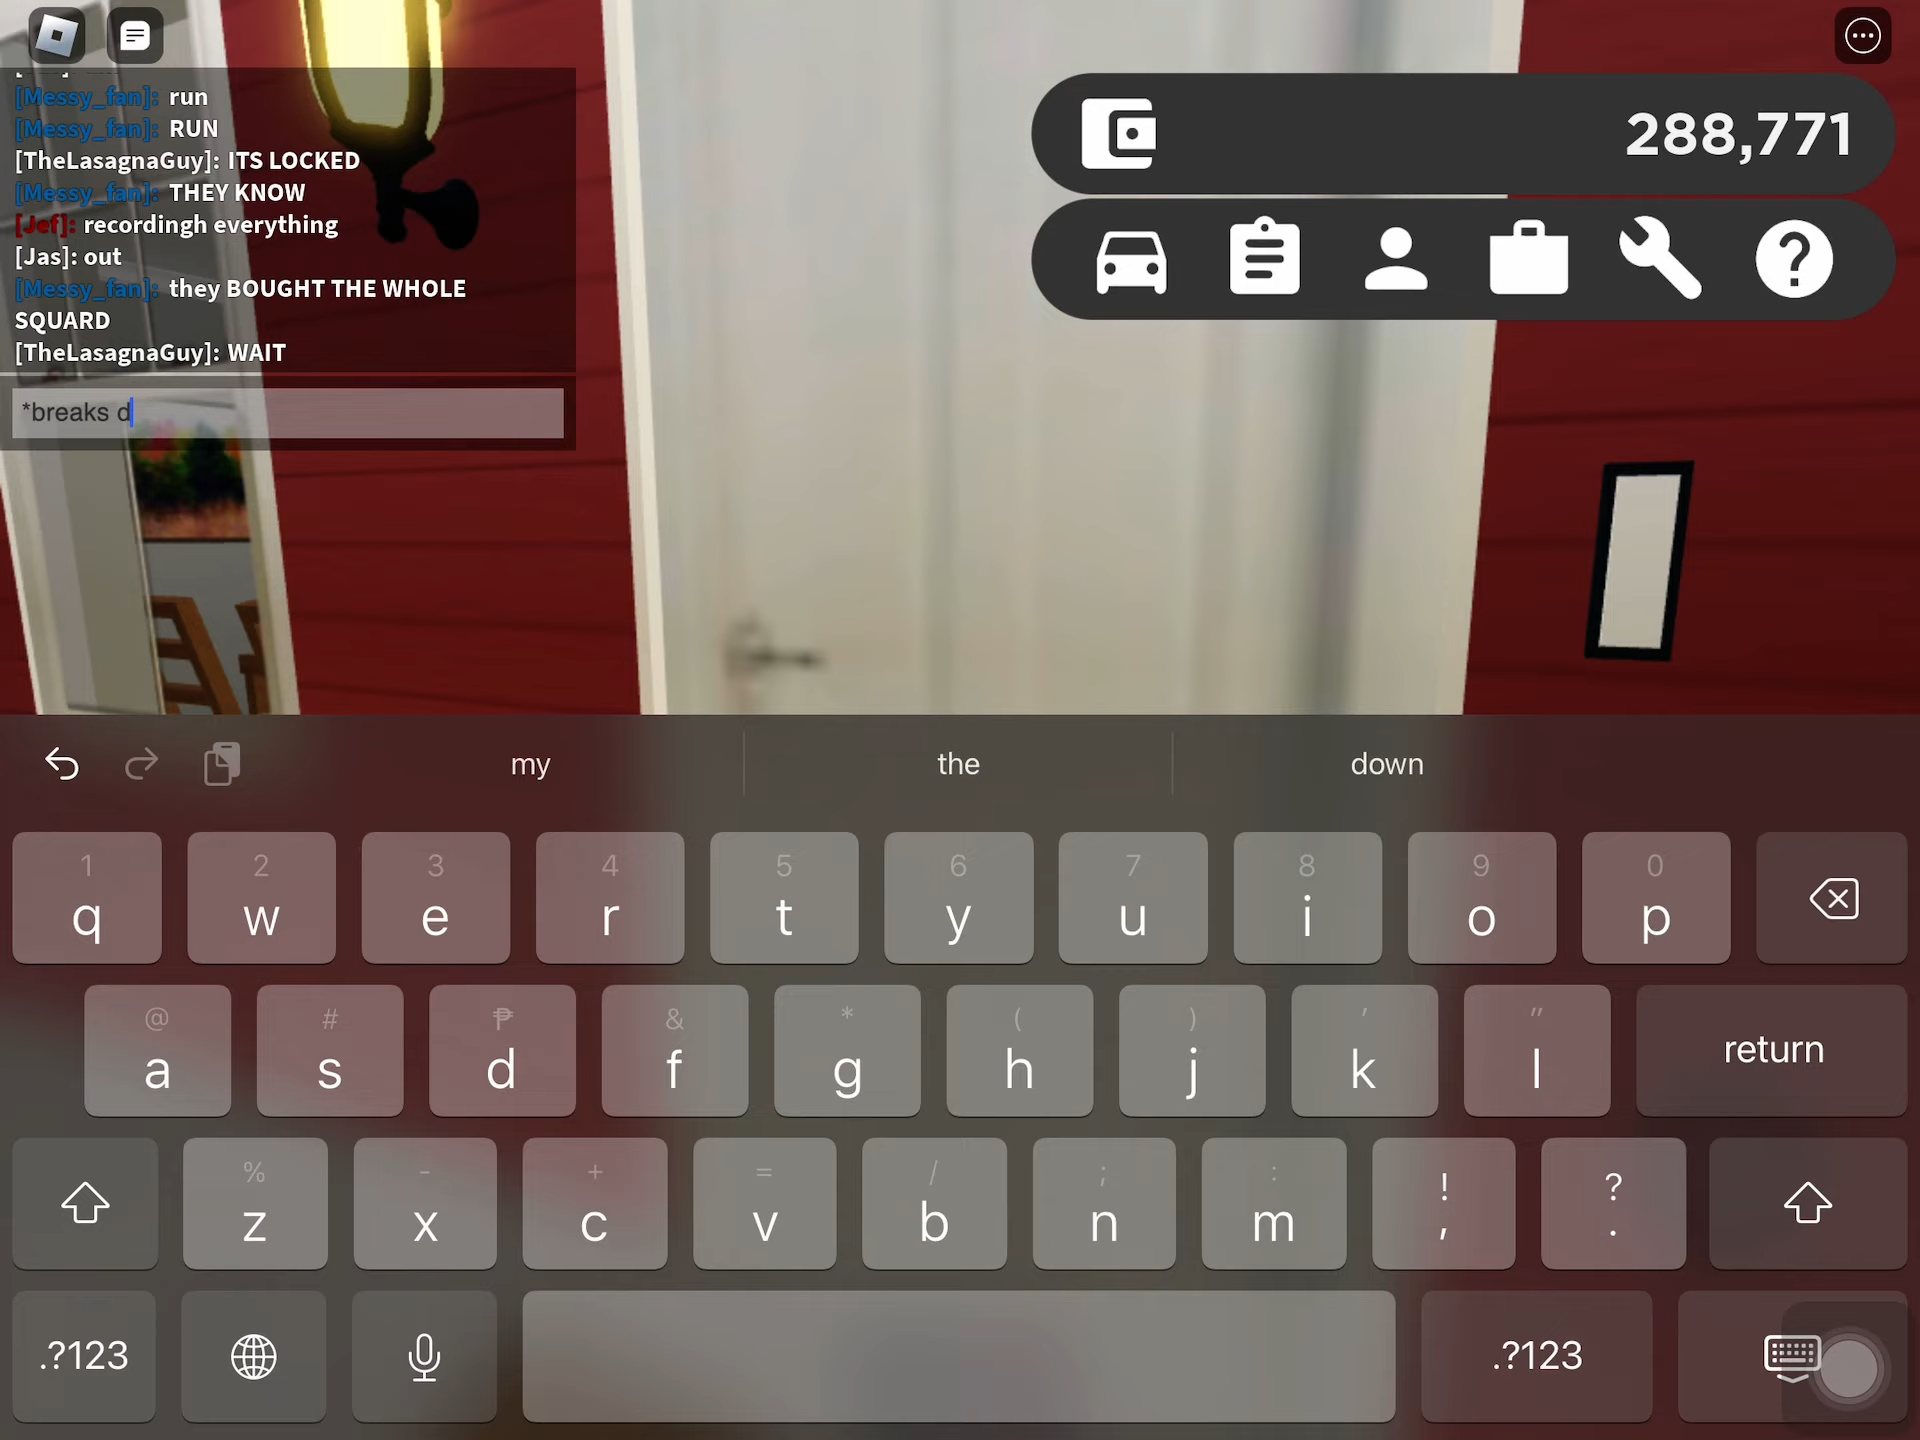 [Messy_fan]: run
[Messy_fan]: RUN
[TheLasagnaGuy]: ITS LOCKED
[Messy_fan]: THEY KNOW
[Jef]: recordingh everything
[Jas]: out
[Messy_fan]: they BOUGHT THE WHOLE
SQUARD
[TheLasagnaGuy]: WAIT
*breaks d
288,771
my the down
1 2 3 4 5 6 7 8 9 0
q w e r t y u i o p
@ # ₱ & * ( ) ' "
a s d f g h j k l return
% - + = / ; : ! ?
z x c v b n m , .
.?123 .?123